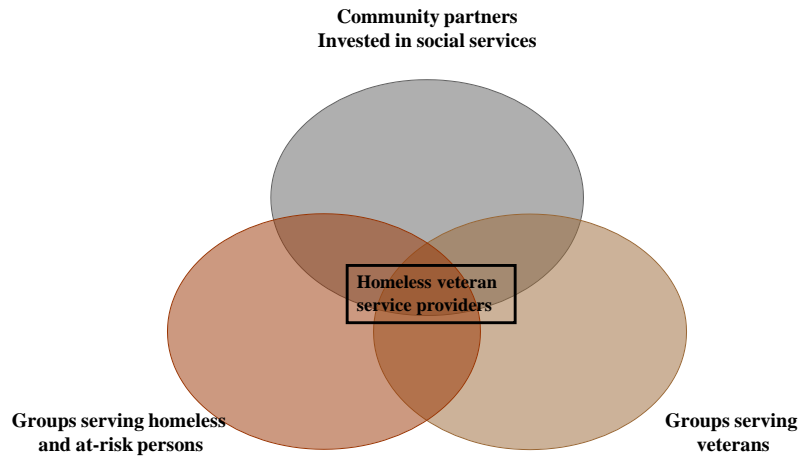 Community partners
Invested in social services
Homeless veteran
service providers
Groups serving homeless
and at-risk persons
Groups serving
veterans